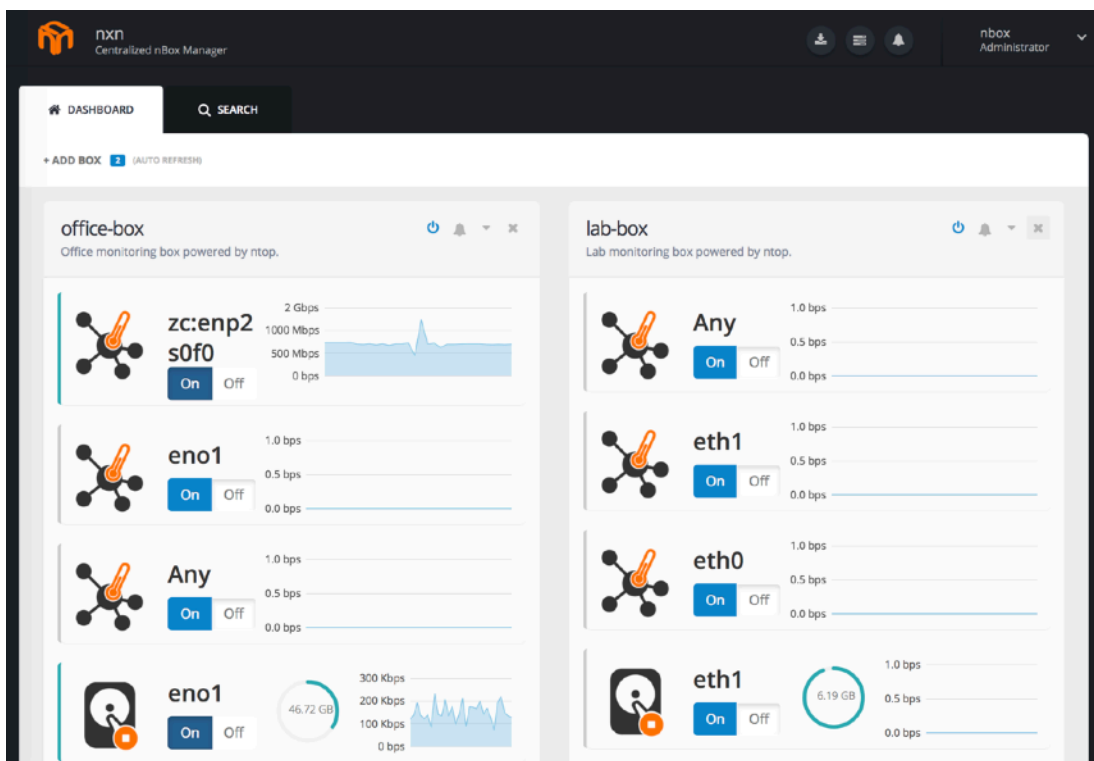 nxn
Centralized nBox Manager
nbox
Administrator
DASHBOARD
SEARCH
+ ADD BOX 2 (AUTO REFRESH)
office-box
Office monitoring box powered by ntop.
zc:enp2
s0f0
On Off
2 Gbps
1000 Mbps
500 Mbps
0 bps
eno1
On Off
1.0 bps
0.5 bps
0.0 bps
Any
On Off
1.0 bps
0.5 bps
0.0 bps
eno1
On Off
46.72 GB
300 Kbps
200 Kbps
100 Kbps
0 bps
lab-box
Lab monitoring box powered by ntop.
Any
On Off
1.0 bps
0.5 bps
0.0 bps
eth1
On Off
1.0 bps
0.5 bps
0.0 bps
eth0
On Off
1.0 bps
0.5 bps
0.0 bps
eth1
On Off
6.19 GB
1.0 bps
0.5 bps
0.0 bps